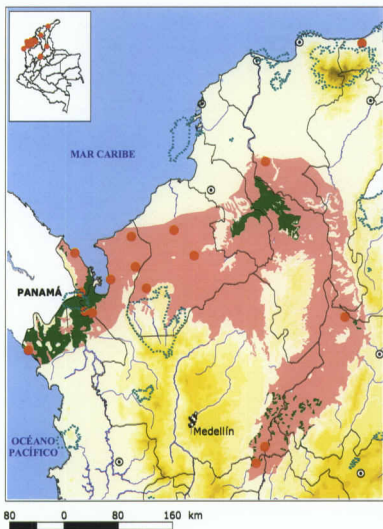 MAR CARIBE
PANAMÁ
Medellín
OCÉANO
PACÍFICO
80 0 80 160 km